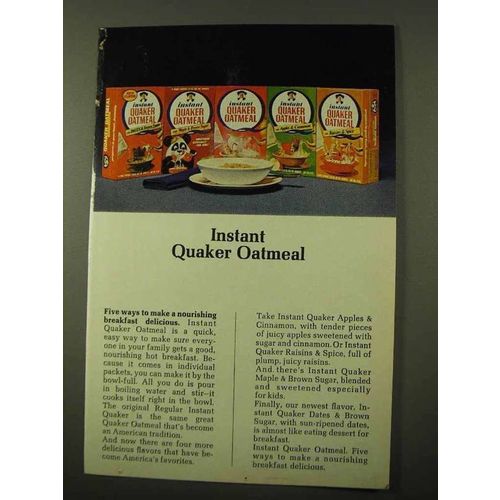 instant
QUAKER
OATMEAL
instant
QUAKER
OATMEAL
instant
QUAKER
OATMEAL
instant
QUAKER
OATMEAL
instant
QUAKER
OATMEAL
Instant
Quaker Oatmeal
Five ways to make a nourishing
breakfast delicious. Instant
Quaker Oatmeal is a quick,
easy way to make sure every-
one in your family gets a good,
nourishing hot breakfast. Be-
cause it comes in individual
packets, you can make it by the
bowl-full. All you do is pour
in boiling water and stir—it
cooks itself right in the bowl.
The original Regular Instant
Quaker is the same great
Quaker Oatmeal that's become
an American tradition.
And now there are four more
delicious flavors that have be-
come America's favorites.
Take Instant Quaker Apples &
Cinnamon, with tender pieces
of juicy apples sweetened with
sugar and cinnamon. Or Instant
Quaker Raisins & Spice, full of
plump, juicy raisins.
And there's Instant Quaker
Maple & Brown Sugar, blended
and sweetened especially
for kids.
Finally, our newest flavor. In-
stant Quaker Dates & Brown
Sugar, with sun-ripened dates,
is almost like eating dessert for
breakfast.
Instant Quaker Oatmeal. Five
ways to make a nourishing
breakfast delicious.